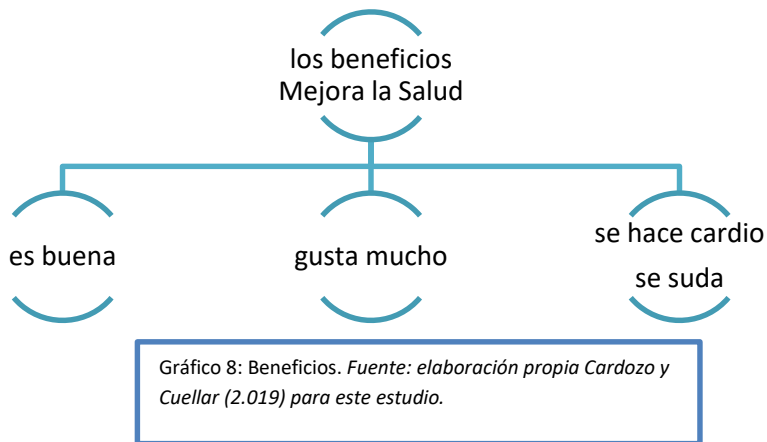 los beneficios
Mejora la Salud
es buena
gusta mucho
se hace cardio
se suda
Gráfico 8: Beneficios. Fuente: elaboración propia Cardozo y
Cuellar (2.019) para este estudio.